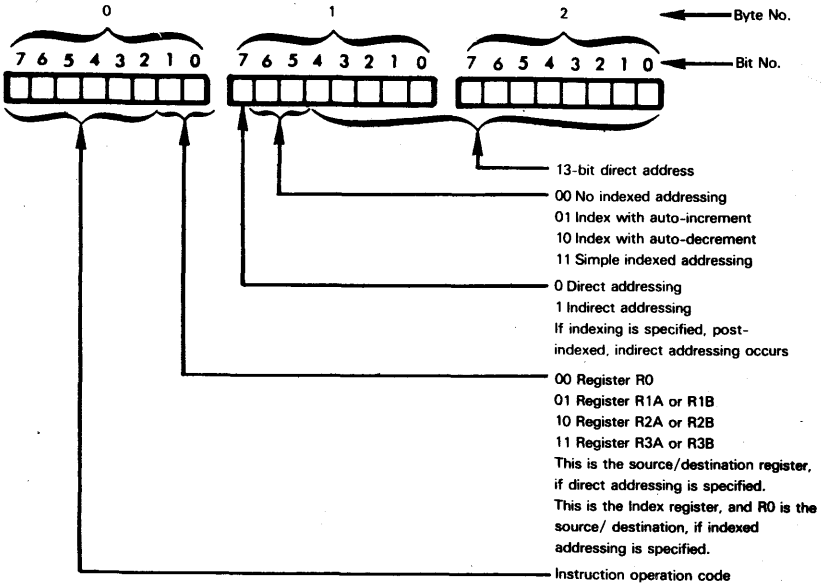 0 1 2 Byte No.
7 6 5 4 3 2 1 0 7 6 5 4 3 2 1 0 7 6 5 4 3 2 1 0 Bit No.
13-bit direct address
00 No indexed addressing
01 Index with auto-increment
10 Index with auto-decrement
11 Simple indexed addressing
0 Direct addressing
1 Indirect addressing
If indexing is specified, post-
indexed, indirect addressing occurs
00 Register R0
01 Register R1A or R1B
10 Register R2A or R2B
11 Register R3A or R3B
This is the source/destination register,
if direct addressing is specified.
This is the Index register, and R0 is the
source/ destination, if indexed
addressing is specified.
Instruction operation code